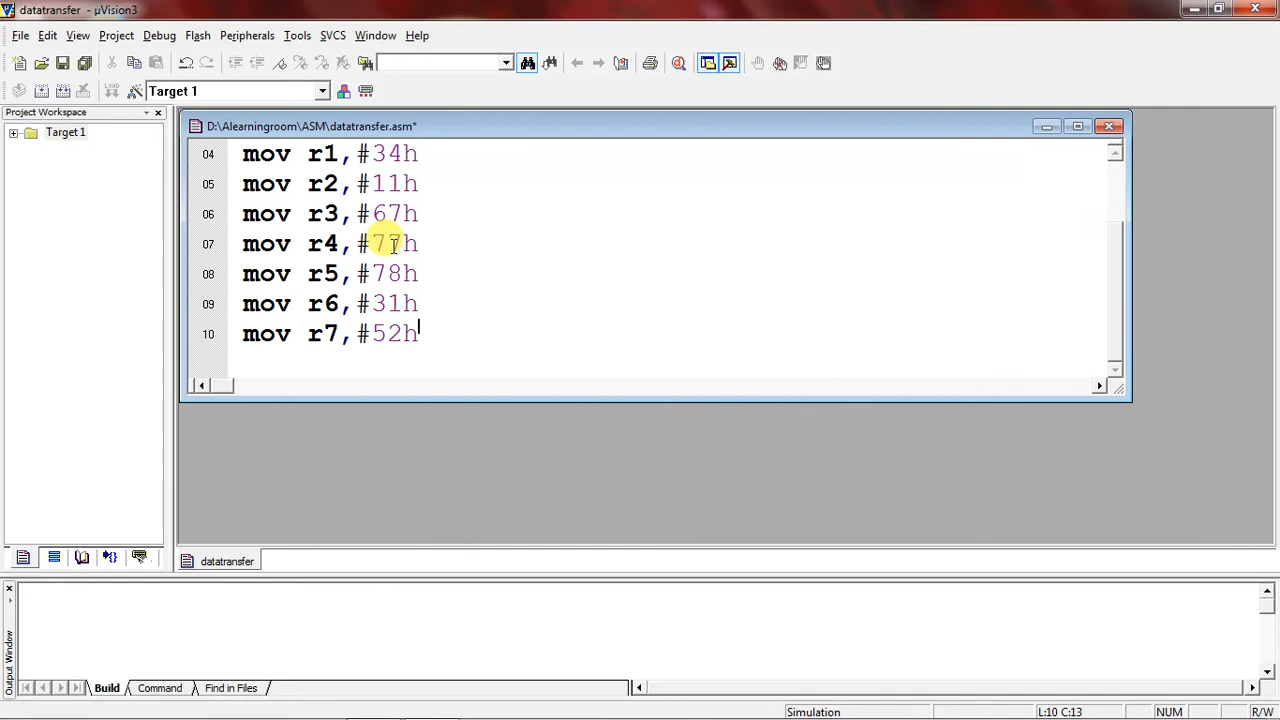 datatransfer - µVision3
File Edit View Project Debug Flash Peripherals Tools SVCS Window Help
Target 1
Project Workspace
Target 1
D:\Alearningroom\ASM\datatransfer.asm*
04 mov r1,#34h
05 mov r2,#11h
06 mov r3,#67h
07 mov r4,#77h
08 mov r5,#78h
09 mov r6,#31h
10 mov r7,#52h
datatransfer
Output Window
Build Command Find in Files
Simulation L:10 C:13 NUM R/W